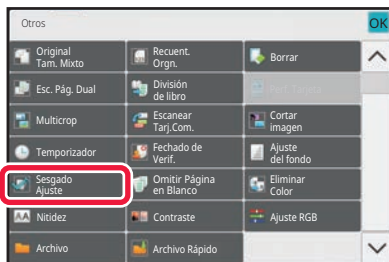 Otros
OK
Original
Tam. Mixto
Recuent.
Orgn.
Borrar
Esc. Pág. Dual
División
de libro
Multicrop
Escanear
Tarj.Com.
Cortar
imagen
Temporizador
Fechado de
Verif.
Ajuste
del fondo
Sesgado
Ajuste
Omitir Página
en Blanco
Eliminar
Color
AA Nitidez
Contraste
Ajuste RGB
Archivo
Archivo Rápido